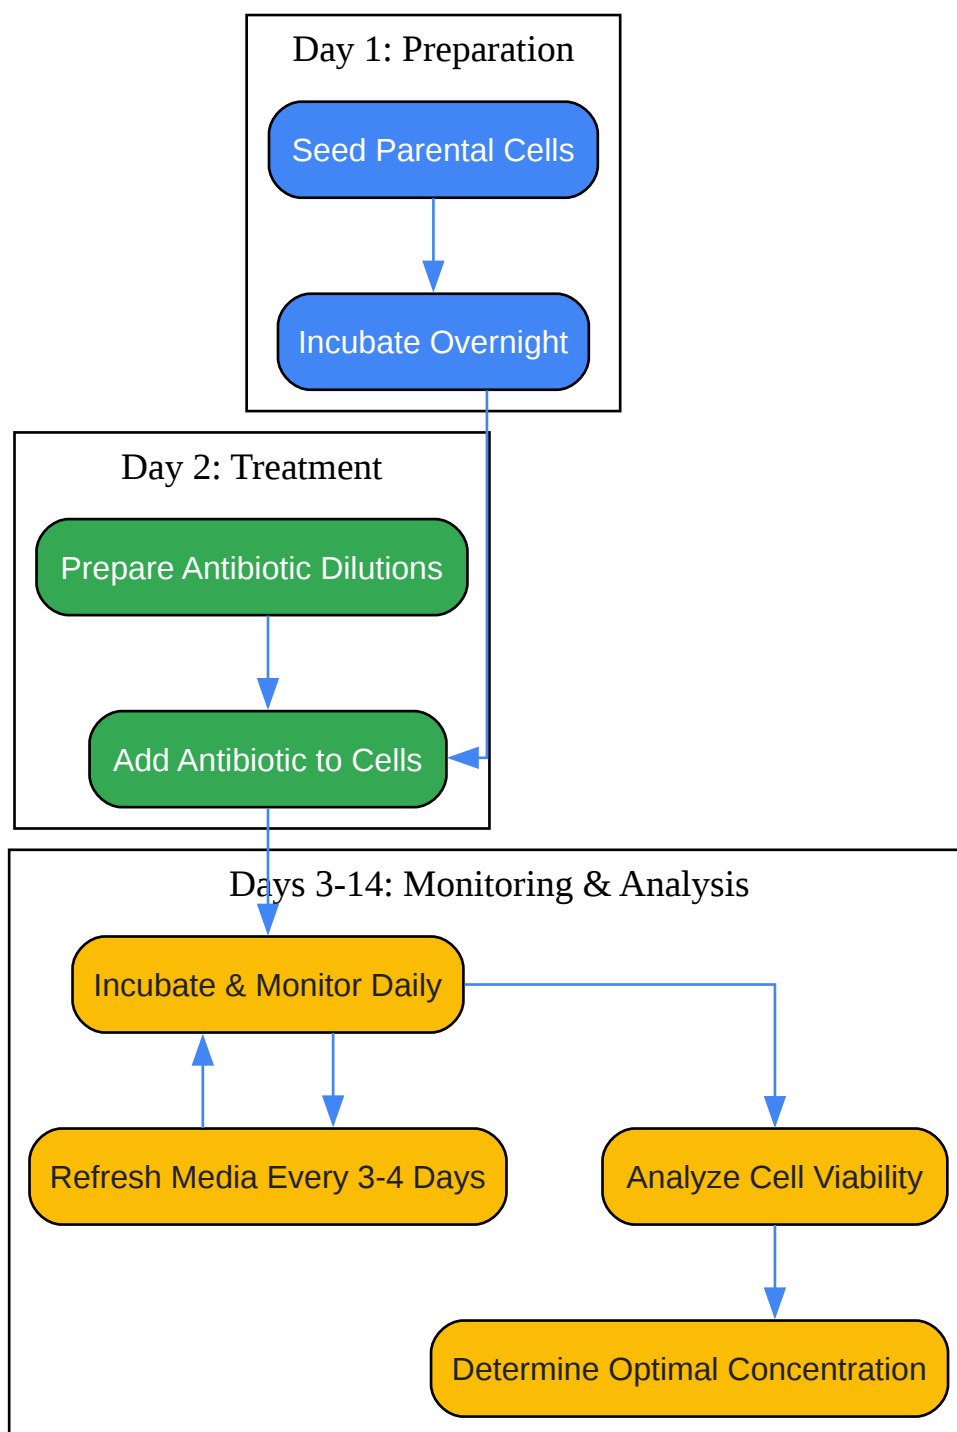 Day 1: Preparation
Seed Parental Cells
Incubate Overnight
Day 2: Treatment
Prepare Antibiotic Dilutions
Add Antibiotic to Cells
Days 3-14: Monitoring & Analysis
Incubate & Monitor Daily
Refresh Media Every 3-4 Days
Analyze Cell Viability
Determine Optimal Concentration